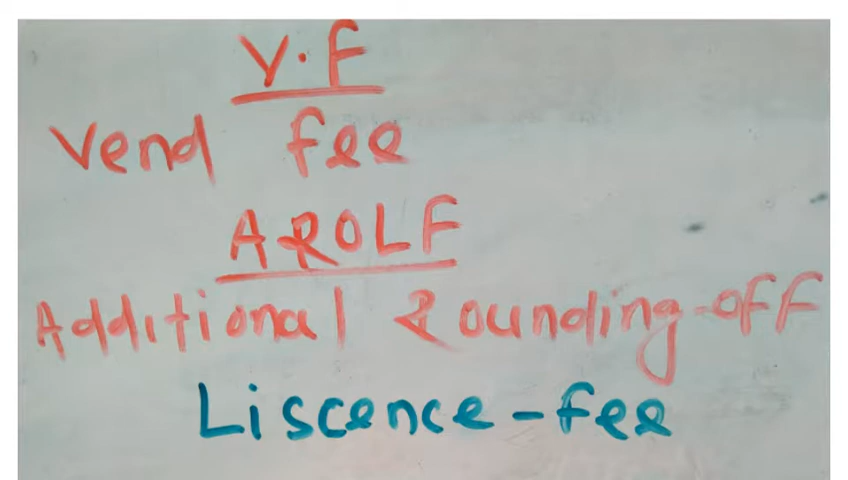 V.F
Vend fee
AROLF
Additional Rounding-off
Liscence-fee